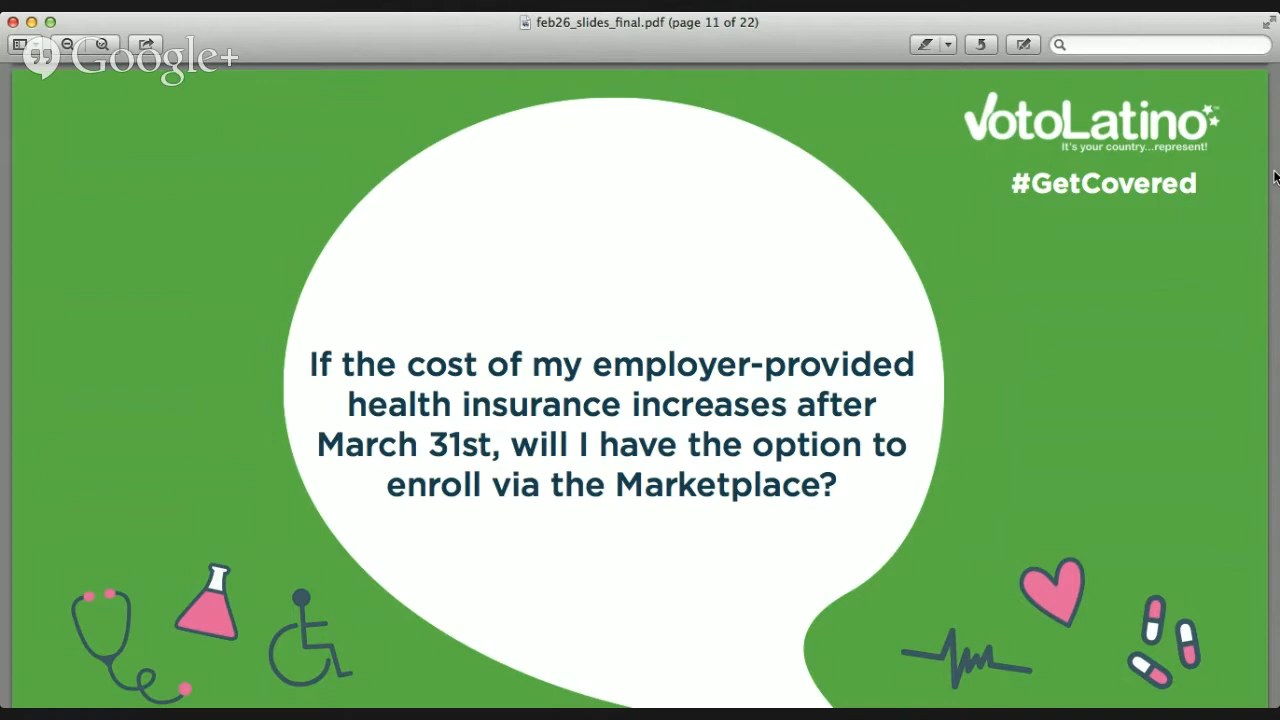 feb26_slides_final.pdf (page 11 of 22)
Google+
VotoLatino™
It's your country...represent!
#GetCovered
If the cost of my employer-provided
health insurance increases after
March 31st, will I have the option to
enroll via the Marketplace?